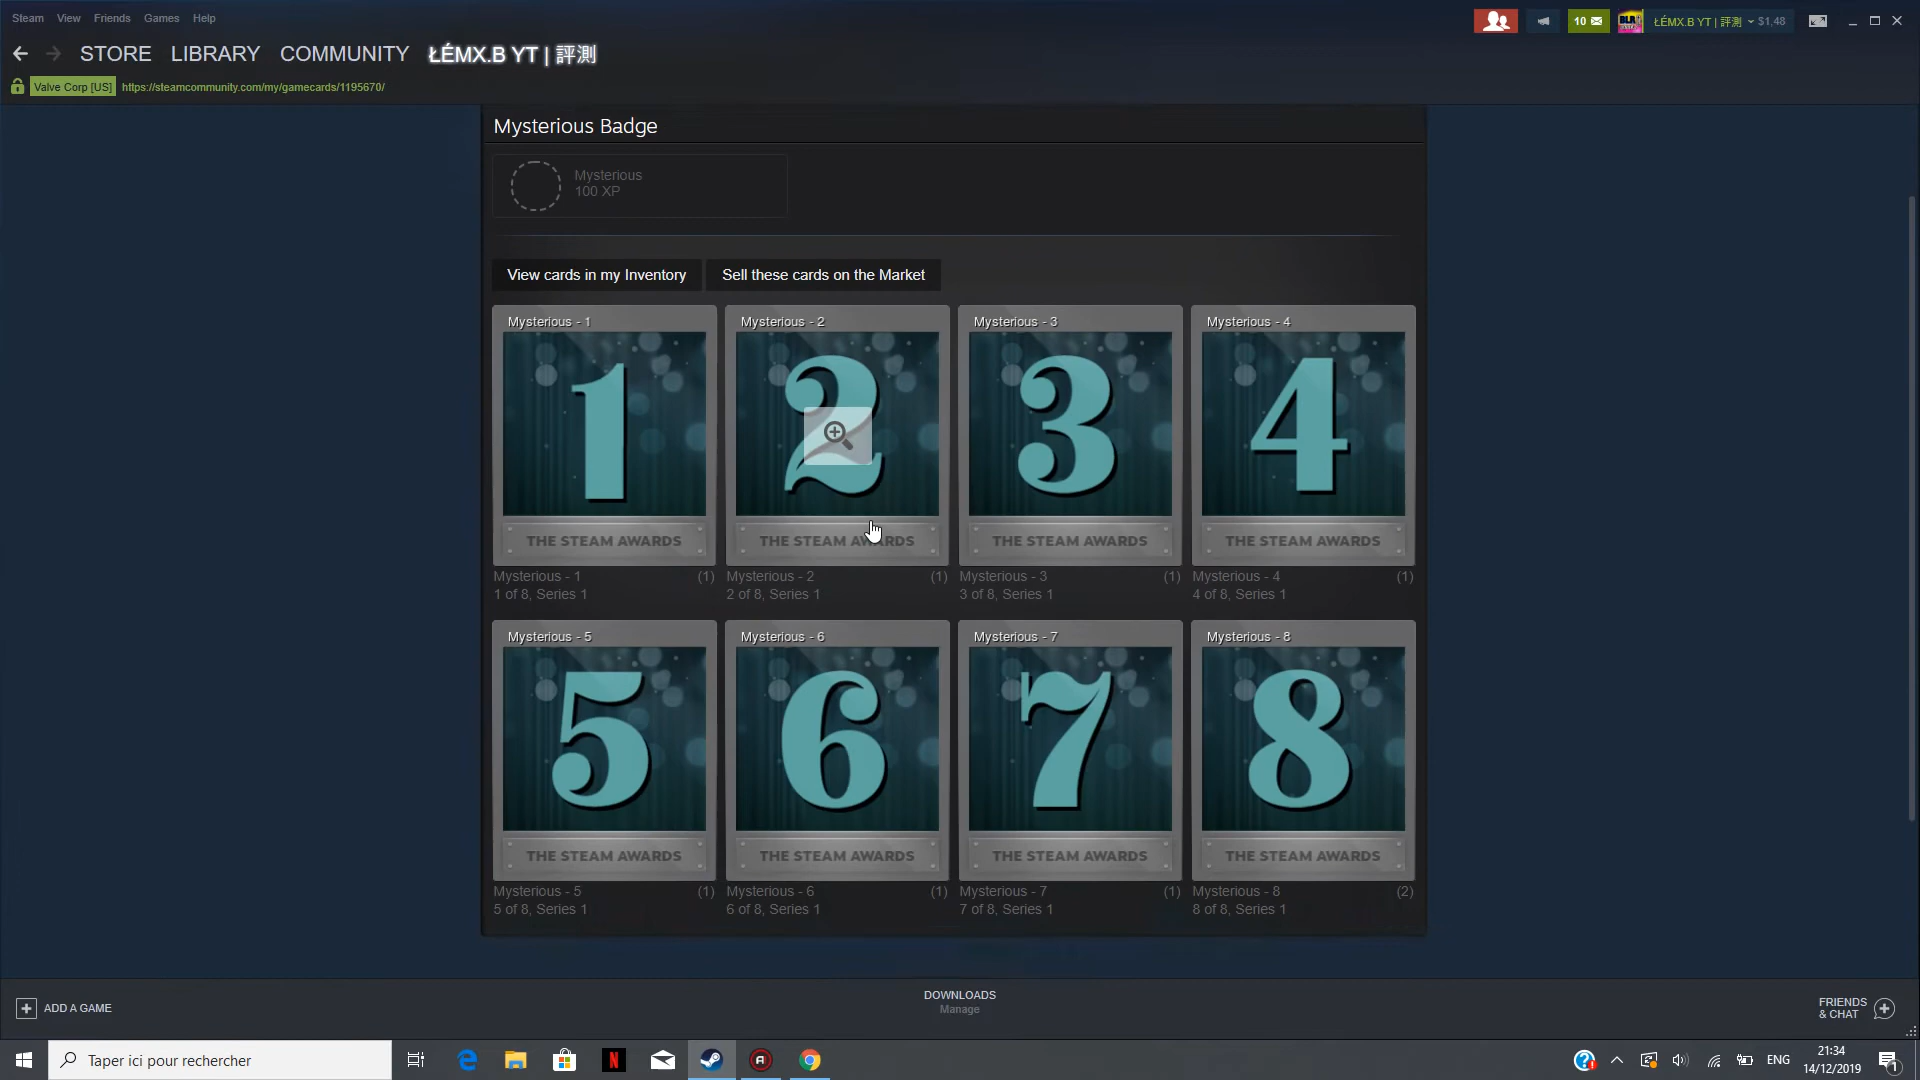 Steam View Friends Games Help
10
ŁÉMX.B YT | 評測 $1.48
STORE LIBRARY COMMUNITY ŁÉMX.B YT | 評測
Valve Corp [US] https://steamcommunity.com/my/gamecards/1195670/
Mysterious Badge
Mysterious
100 XP
View cards in my Inventory Sell these cards on the Market
Mysterious - 1 Mysterious - 2 Mysterious - 3 Mysterious - 4
1 2 3 4
THE STEAM AWARDS THE STEAM AWARDS THE STEAM AWARDS THE STEAM AWARDS
Mysterious - 1 (1) Mysterious - 2 (1) Mysterious - 3 (1) Mysterious - 4 (1)
1 of 8, Series 1 2 of 8, Series 1 3 of 8, Series 1 4 of 8, Series 1
Mysterious - 5 Mysterious - 6 Mysterious - 7 Mysterious - 8
5 6 7 8
THE STEAM AWARDS THE STEAM AWARDS THE STEAM AWARDS THE STEAM AWARDS
Mysterious - 5 (1) Mysterious - 6 (1) Mysterious - 7 (1) Mysterious - 8 (2)
5 of 8, Series 1 6 of 8, Series 1 7 of 8, Series 1 8 of 8, Series 1
ADD A GAME
DOWNLOADS
Manage
FRIENDS
& CHAT
Taper ici pour rechercher
ENG
21:34
14/12/2019
1